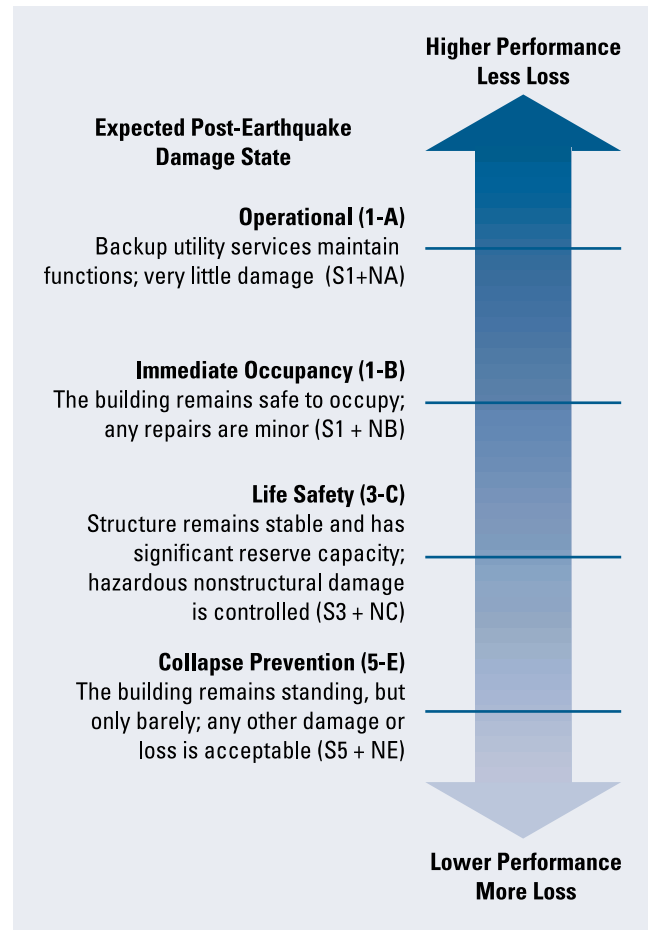 Higher Performance
Less Loss
Expected Post-Earthquake
Damage State
Operational (1-A)
Backup utility services maintain
functions; very little damage (S1+NA)
Immediate Occupancy (1-B)
The building remains safe to occupy;
any repairs are minor (S1 + NB)
Life Safety (3-C)
Structure remains stable and has
significant reserve capacity;
hazardous nonstructural damage
is controlled (S3 + NC)
Collapse Prevention (5-E)
The building remains standing, but
only barely; any other damage or
loss is acceptable (S5 + NE)
Lower Performance
More Loss